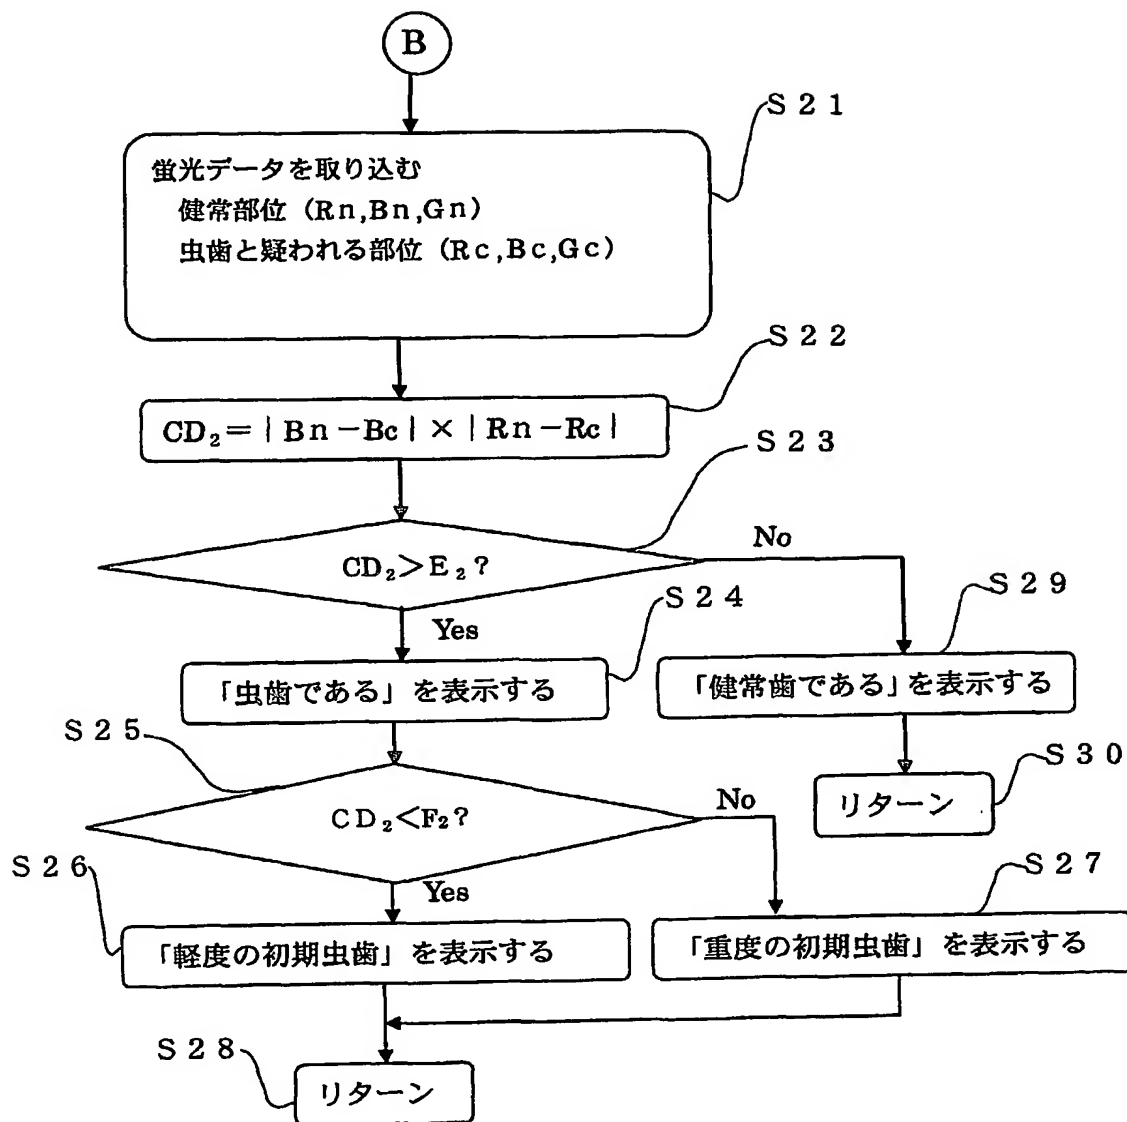 B
S21
蛍光データを取り込む
健常部位 (Rn,Bn,Gn)
虫歯と疑われる部位 (Rc,Bc,Gc)
S22
CD₂=|Bn-Bc|×|Rn-Rc|
S23
CD₂>E₂?
No
Yes
S24
「虫歯である」を表示する
S29
「健常歯である」を表示する
S25
S30
リターン
CD₂<F₂?
No
Yes
S26
「軽度の初期虫歯」を表示する
S27
「重度の初期虫歯」を表示する
S28
リターン